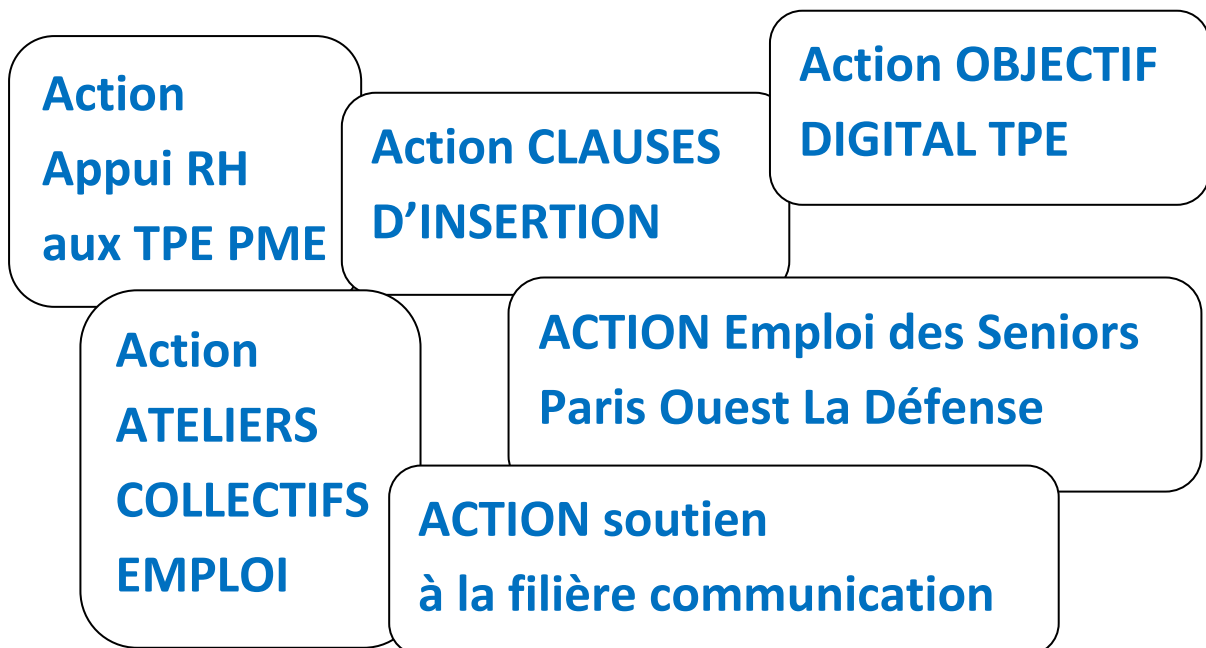 Action
Appui RH
aux TPE PME
Action CLAUSES
D’INSERTION
Action OBJECTIF
DIGITAL TPE
Action
ATELIERS
COLLECTIFS
EMPLOI
ACTION Emploi des Seniors
Paris Ouest La Défense
ACTION soutien
à la filière communication